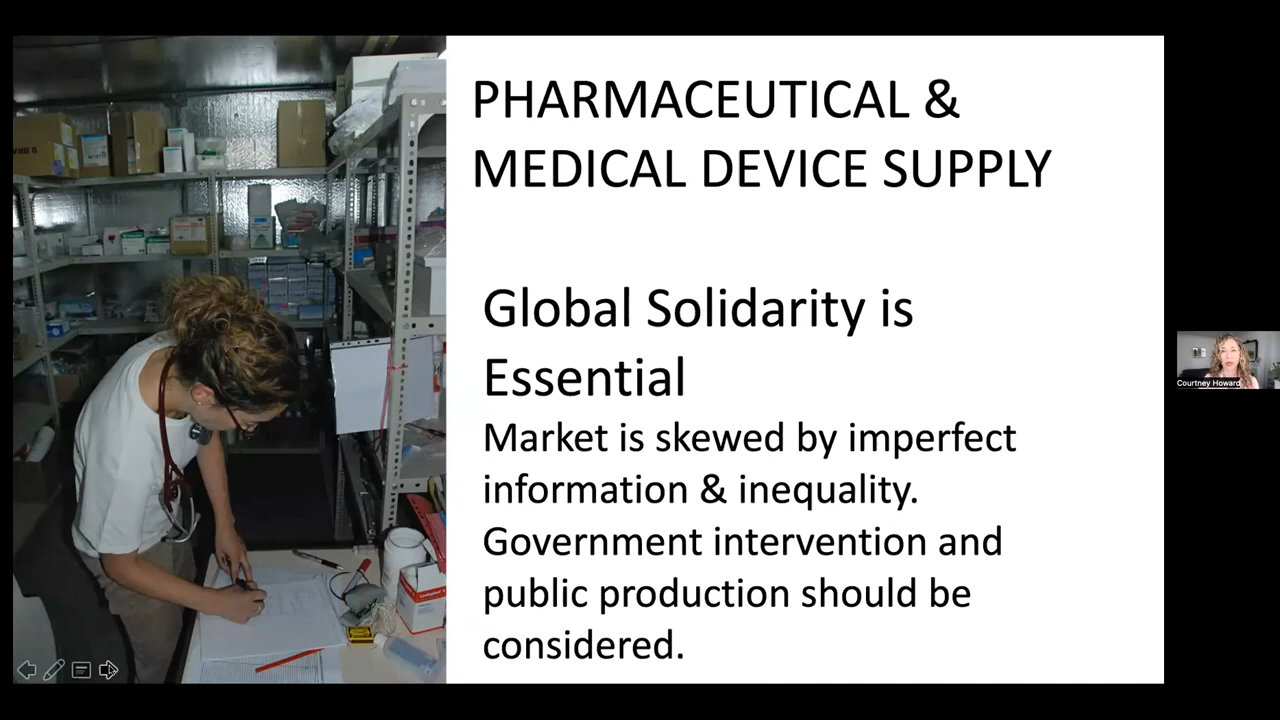 PHARMACEUTICAL &
MEDICAL DEVICE SUPPLY
Global Solidarity is
Essential
Market is skewed by imperfect
information & inequality.
Government intervention and
public production should be
considered.
Courtney Howard